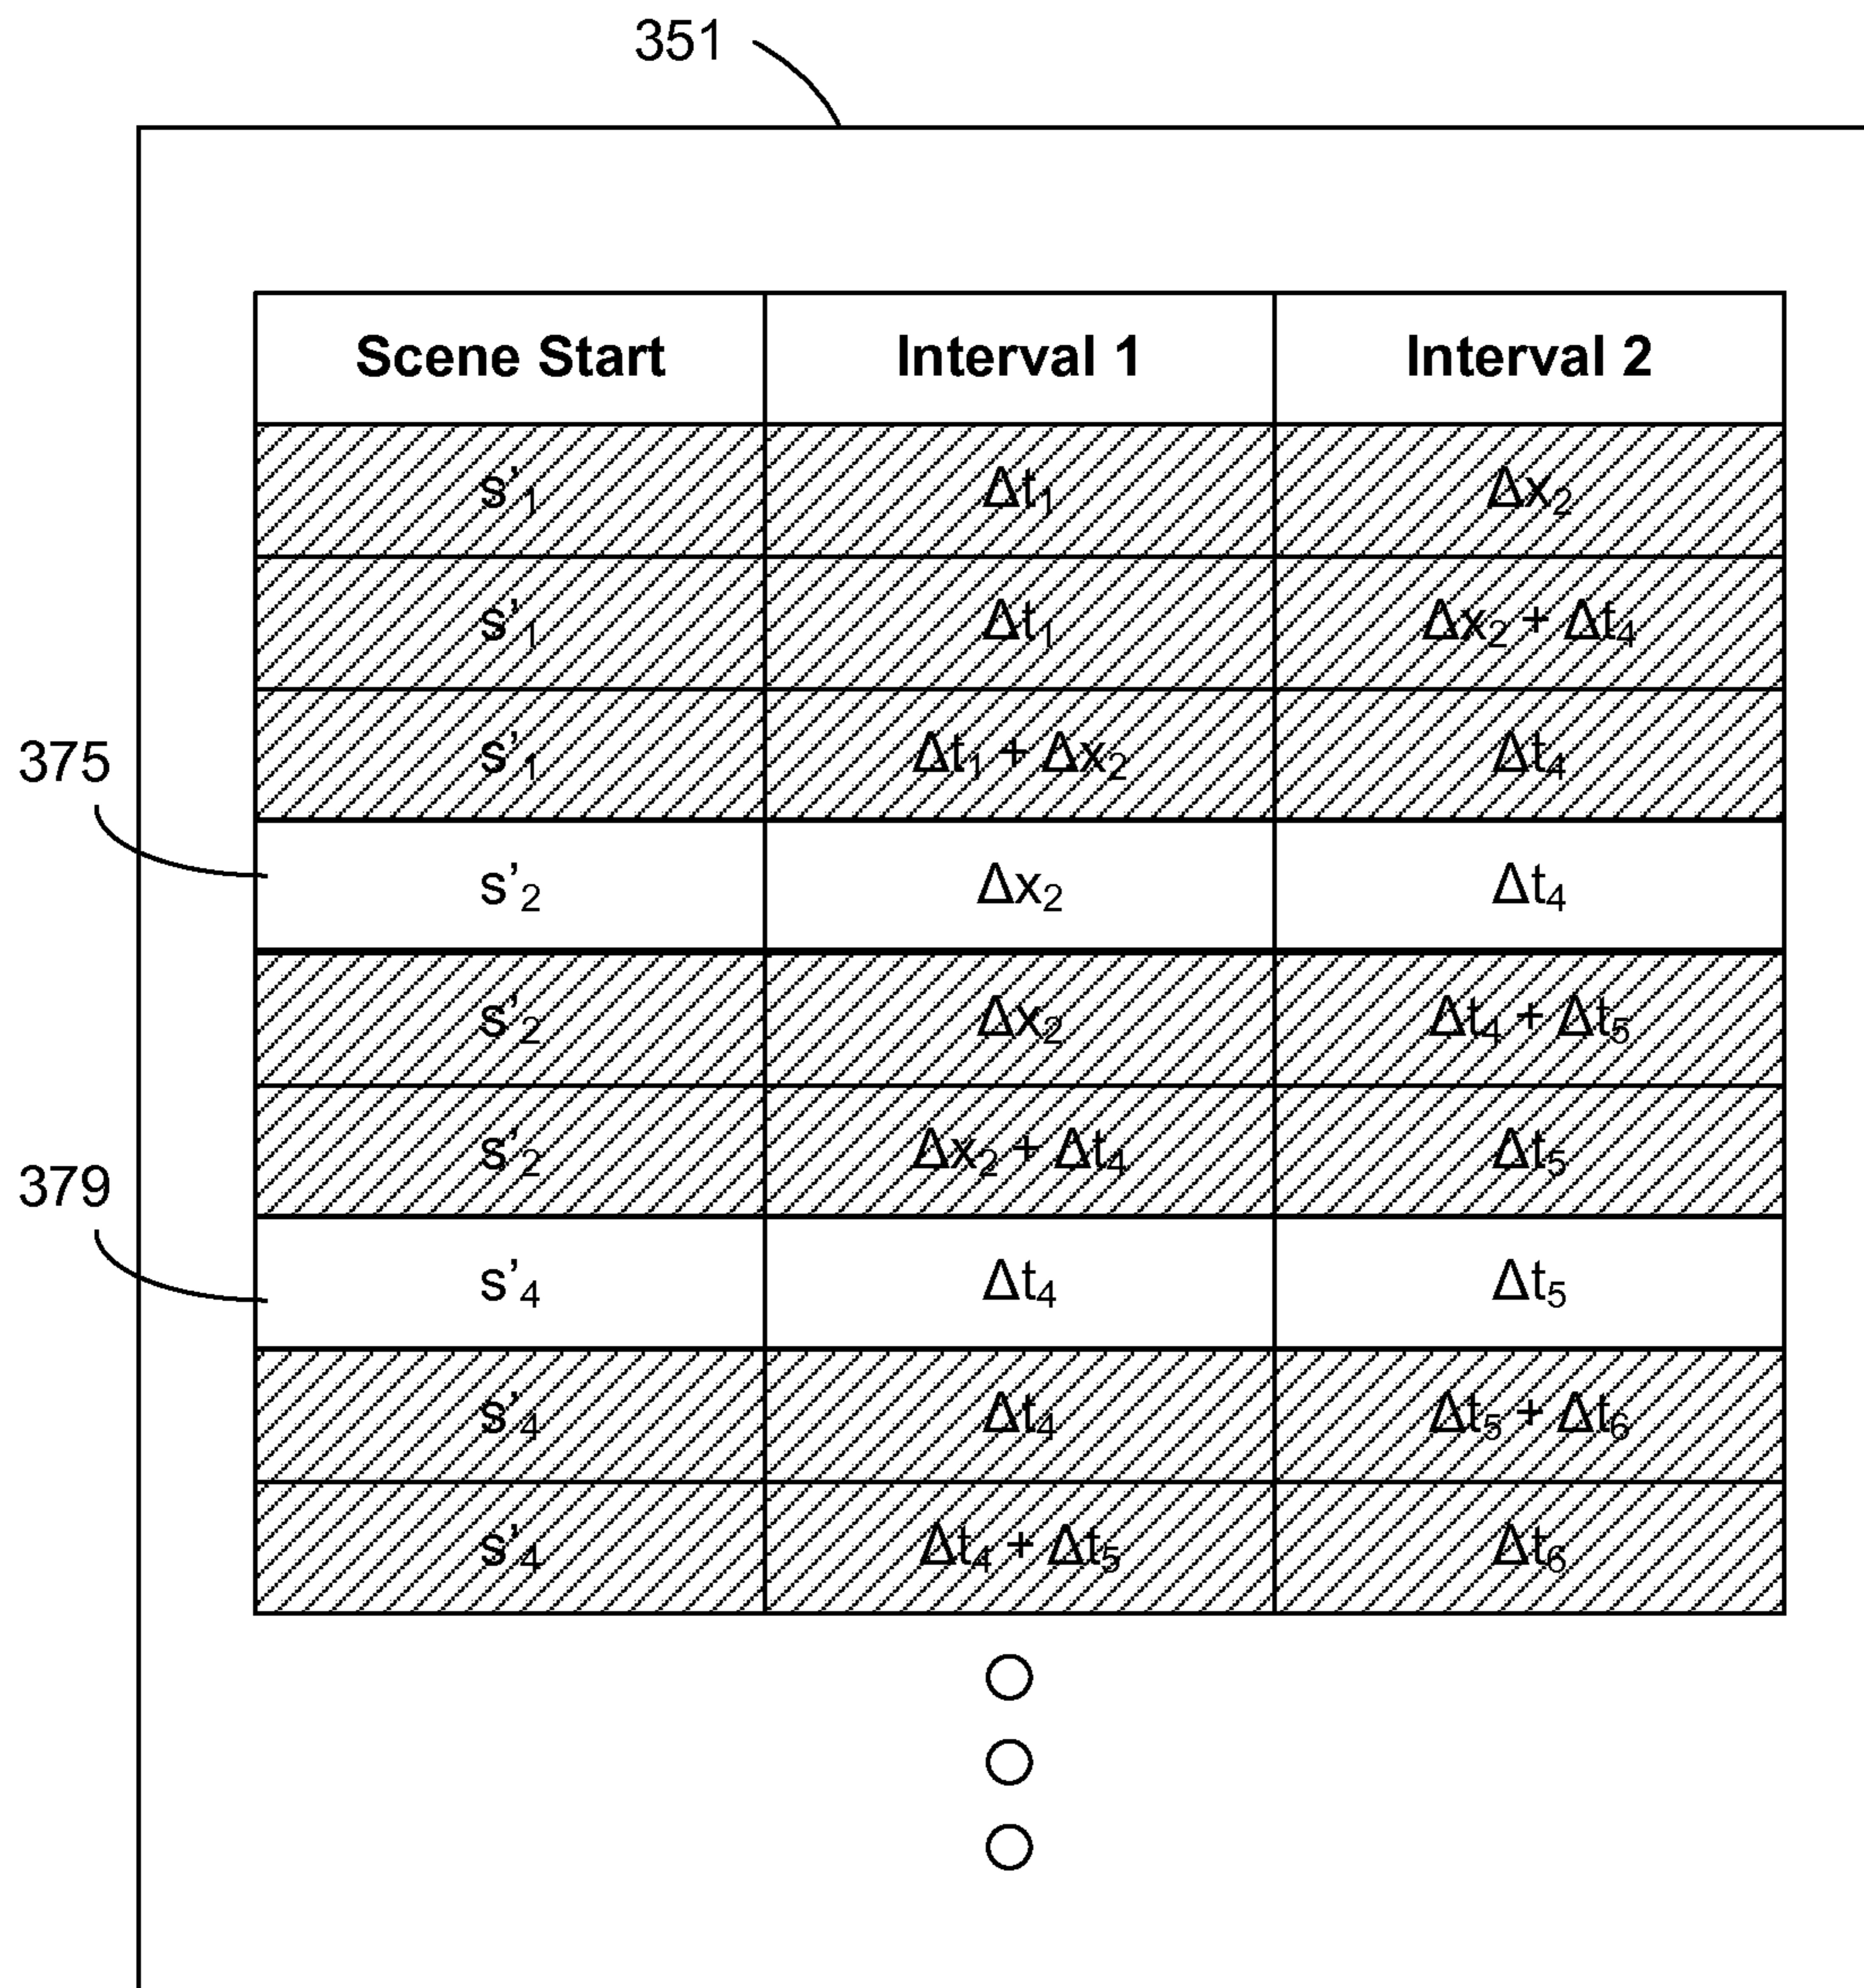 351
Scene Start Interval 1 Interval 2
s’₁ Δt₁ Δx₂
s’₁ Δt₁ Δx₂ + Δt₄
s’₁ Δt₁ + Δx₂ Δt₄
375
s’₂ Δx₂ Δt₄
s’₂ Δx₂ Δt₄ + Δt₅
s’₂ Δx₂ + Δt₄ Δt₅
379
s’₄ Δt₄ Δt₅
s’₄ Δt₄ Δt₅ + Δt₆
s’₄ Δt₄ + Δt₅ Δt₆